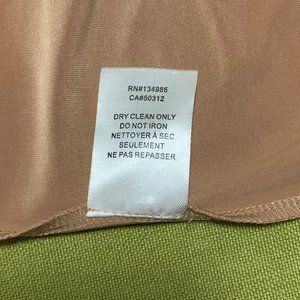 RN#134985
CA#50312
DRY CLEAN ONLY
DO NOT IRON
NETTOYER À SEC
SEULEMENT
NE PAS REPASSER